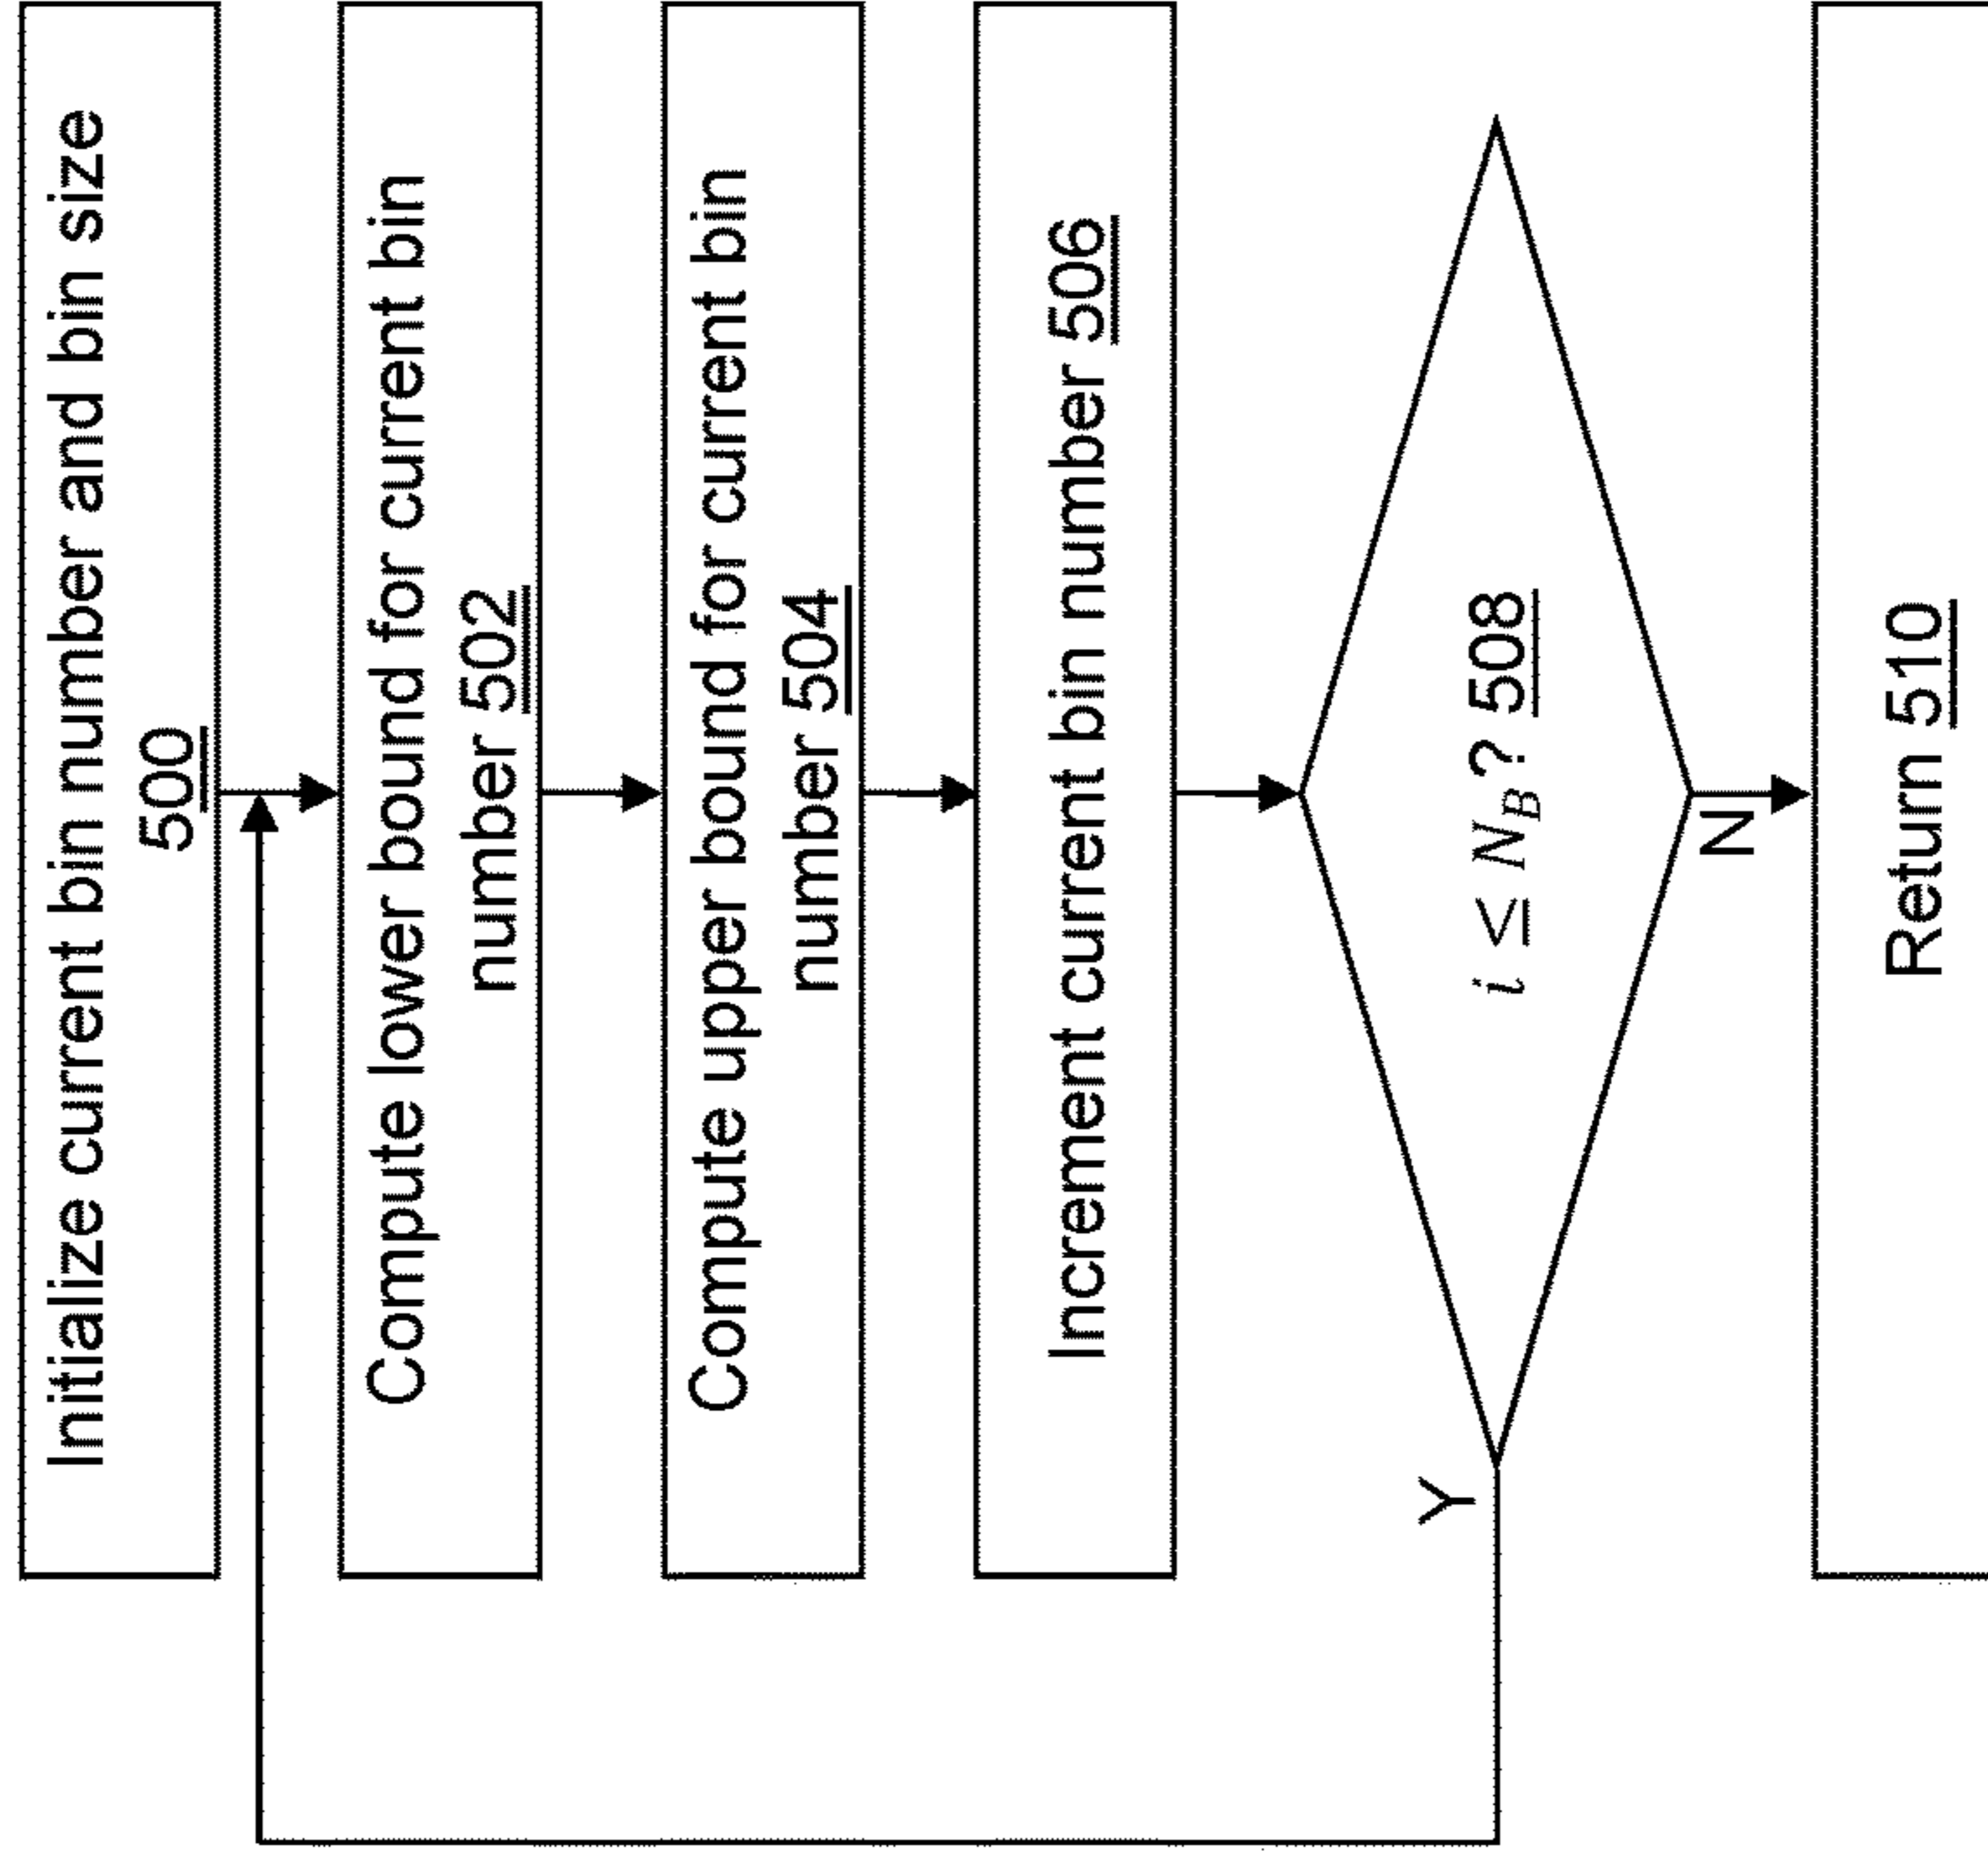 Initialize current bin number and bin size
500
Compute lower bound for current bin
number 502
Compute upper bound for current bin
number 504
Increment current bin number 506
i ≤ N_B ? 508
Y
N
Return 510